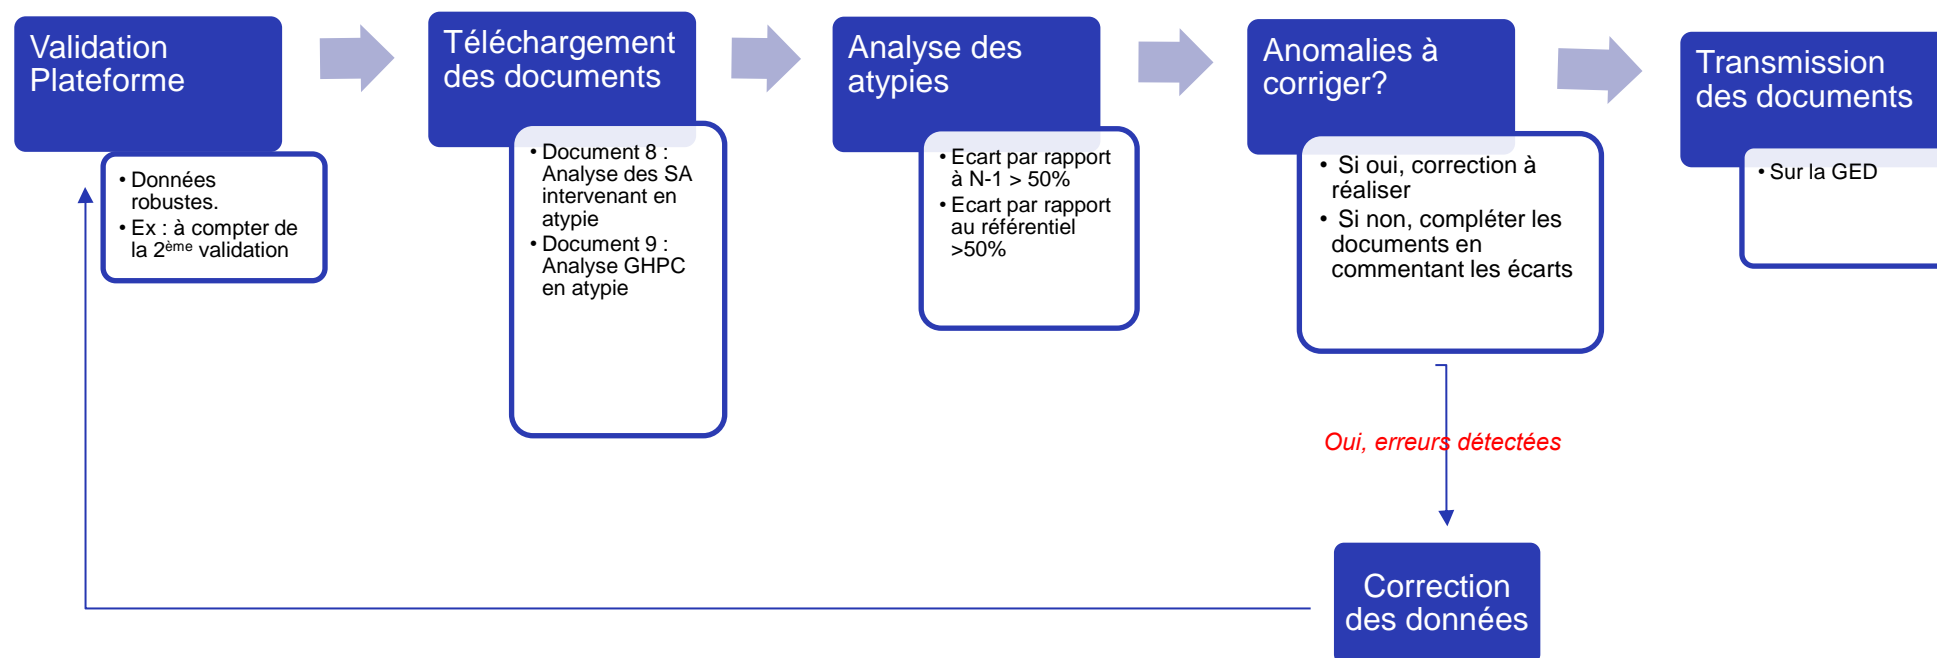 Validation
Plateforme
• Données
robustes.
• Ex : à compter de
la 2ème validation
Téléchargement
des documents
• Document 8 :
Analyse des SA
intervenant en
atypie
• Document 9 :
Analyse GHPC
en atypie
Analyse des
atypies
• Ecart par rapport
à N-1 > 50%
• Ecart par rapport
au référentiel
>50%
Anomalies à
corriger?
• Si oui, correction à
réaliser
• Si non, compléter les
documents en
commentant les écarts
Transmission
des documents
• Sur la GED
Oui, erreurs détectées
Correction
des données